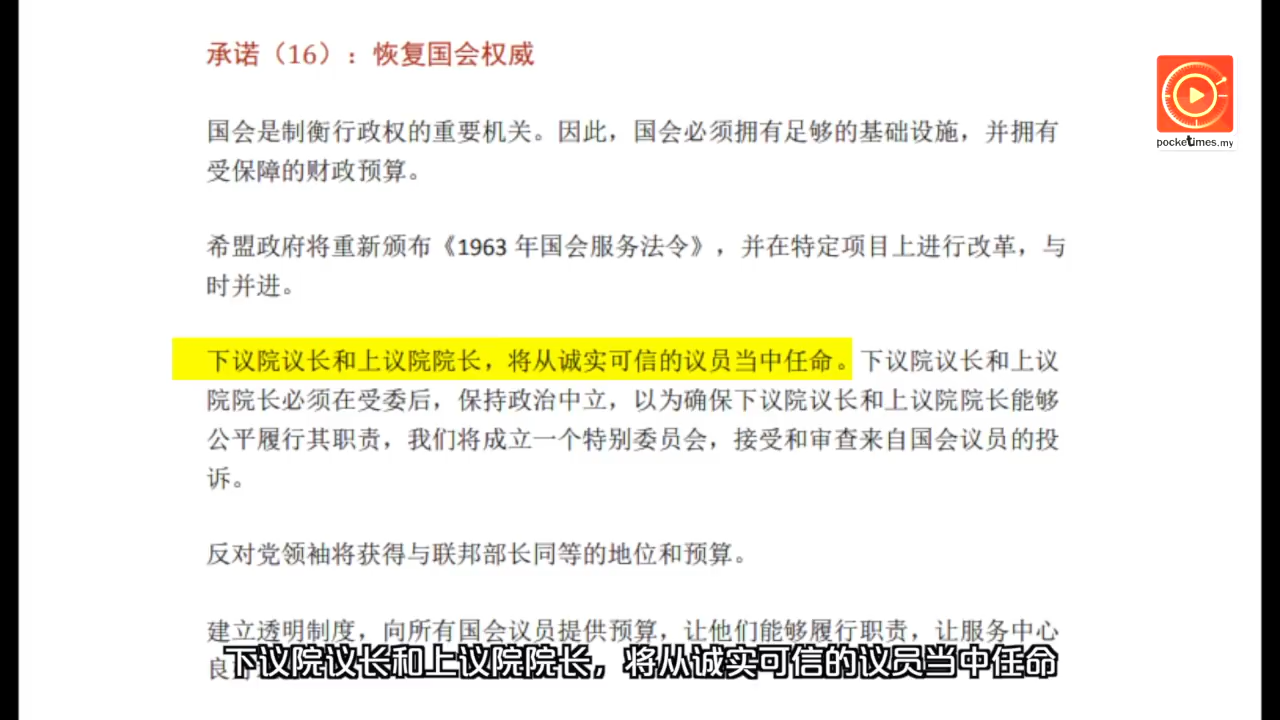 承诺（16）：恢复国会权威
pocketimes.my
国会是制衡行政权的重要机关。因此，国会必须拥有足够的基础设施，并拥有
受保障的财政预算。
希盟政府将重新颁布《1963 年国会服务法令》，并在特定项目上进行改革，与
时并进。
下议院议长和上议院院长，将从诚实可信的议员当中任命。下议院议长和上议
院院长必须在受委后，保持政治中立，以为确保下议院议长和上议院院长能够
公平履行其职责，我们将成立一个特别委员会，接受和审查来自国会议员的投
诉。
反对党领袖将获得与联邦部长同等的地位和预算。
建立透明制度，向所有国会议员提供预算，让他们能够履行职责，让服务中心
良
下议院议长和上议院院长，将从诚实可信的议员当中任命